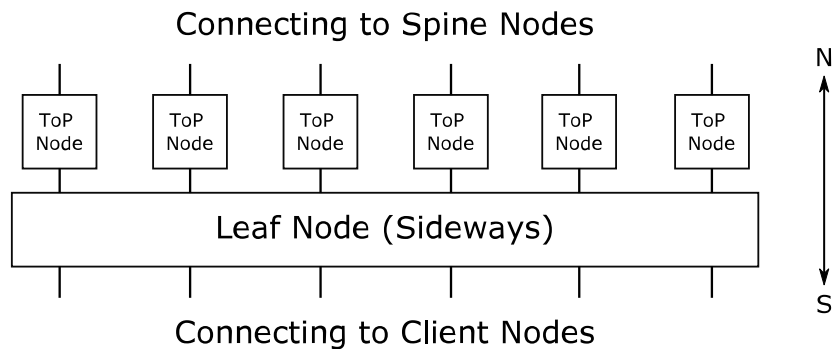 Connecting to Spine Nodes
N
ToP
Node
ToP
Node
ToP
Node
ToP
Node
ToP
Node
ToP
Node
Leaf Node (Sideways)
S
Connecting to Client Nodes